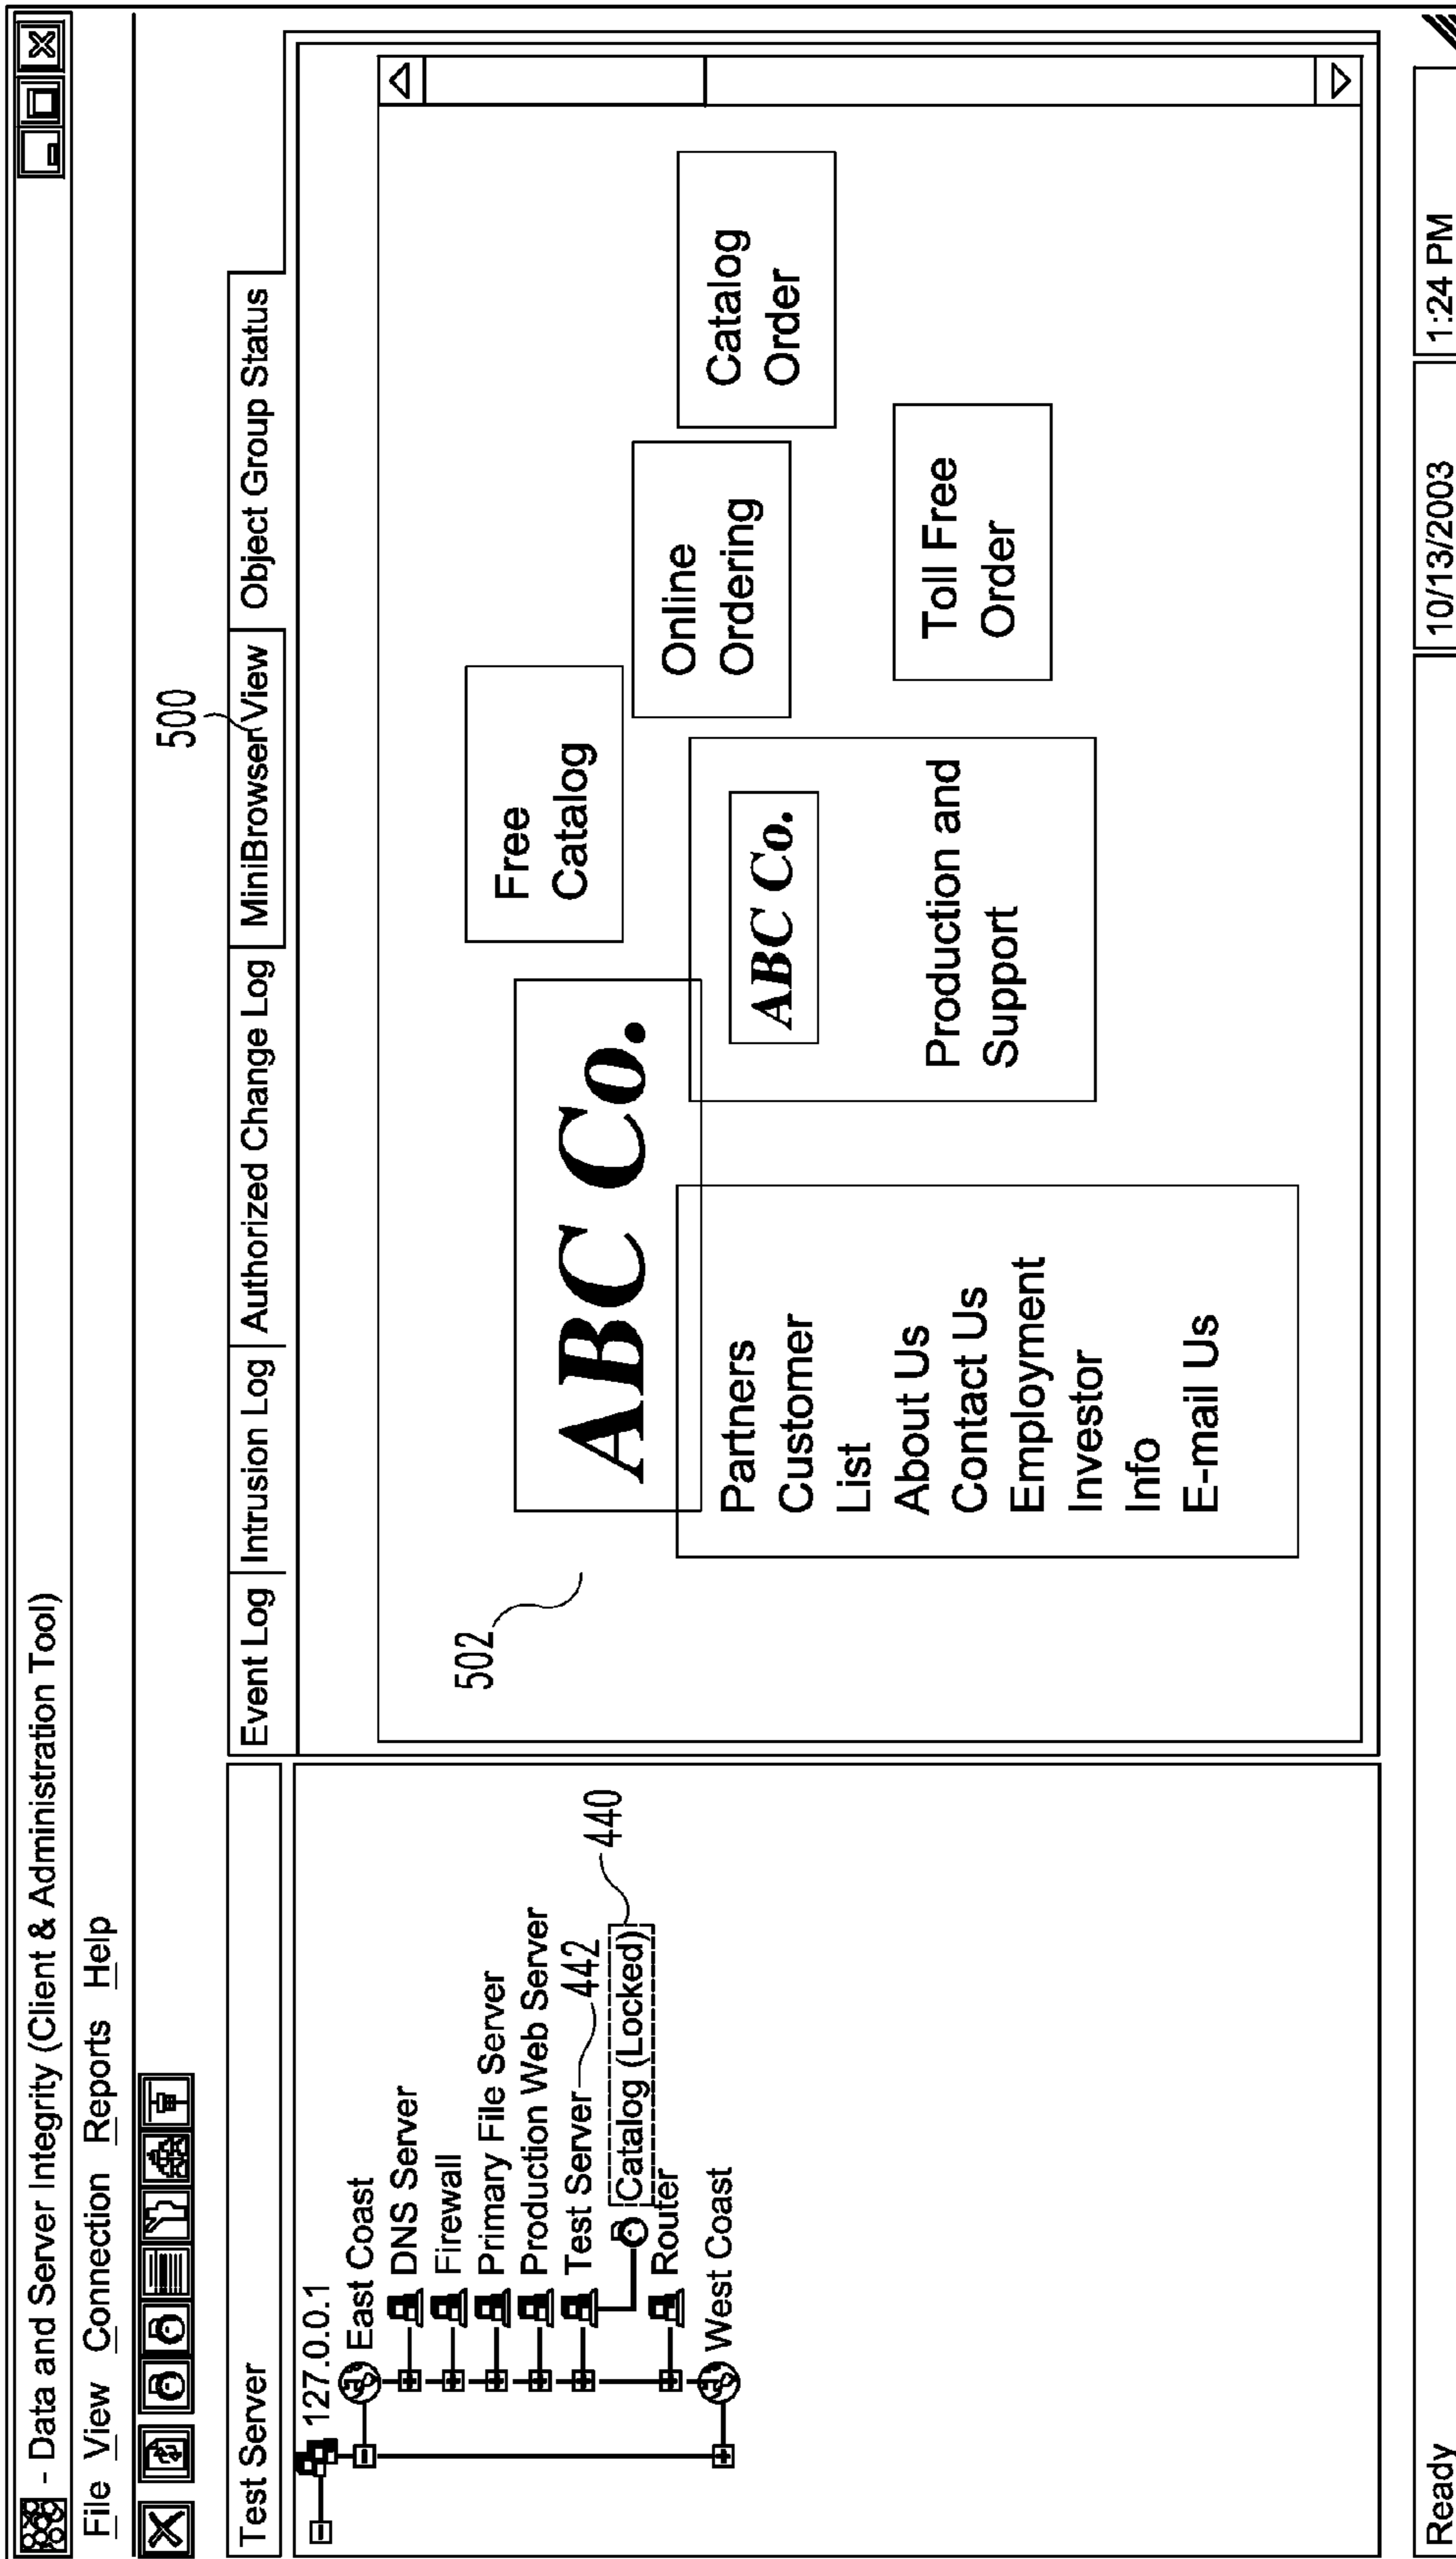 - Data and Server Integrity (Client & Administration Tool)
File View Connection Reports Help
500
Test Server
Event Log Intrusion Log Authorized Change Log MiniBrowser View Object Group Status
127.0.0.1
East Coast
DNS Server
Firewall
Primary File Server
Production Web Server
Test Server 442
Catalog (Locked) 440
Router
West Coast
502
ABC Co.
Partners
Customer
List
About Us
Contact Us
Employment
Investor
Info
E-mail Us
Free
Catalog
ABC Co.
Production and
Support
Online
Ordering
Catalog
Order
Toll Free
Order
Ready 10/13/2003 1:24 PM